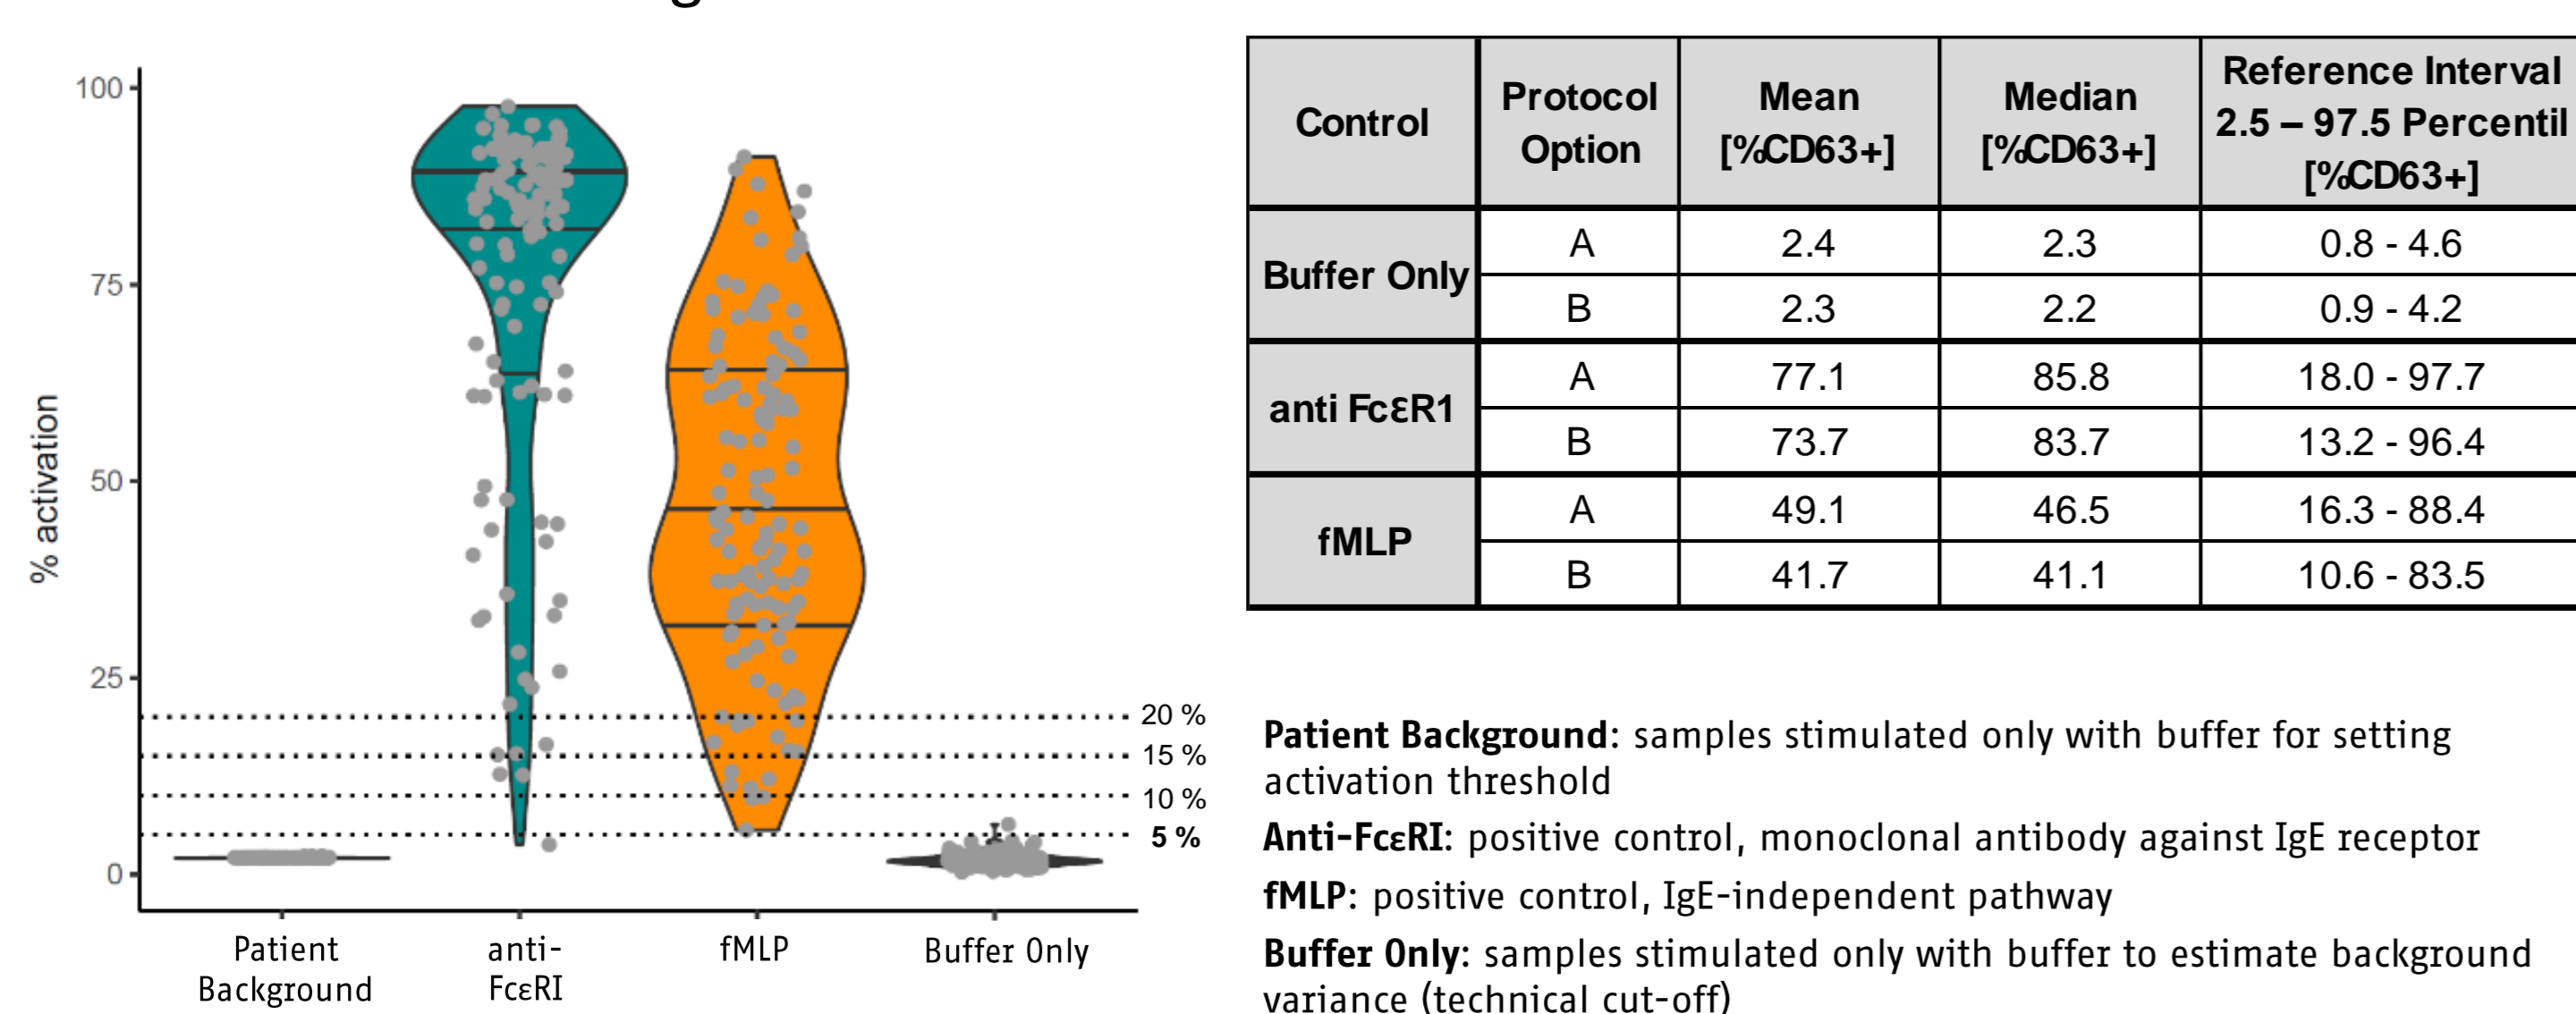 g
100
75
50
25
0
% activation
20 %
15 %
10 %
5 %
Patient
Background
anti-
FcεRI
fMLP
Buffer Only
Control
Protocol
Option
Mean
[%CD63+]
Median
[%CD63+]
Reference Interval
2.5 – 97.5 Percentil
[%CD63+]
Buffer Only
A 2.4 2.3 0.8 - 4.6
B 2.3 2.2 0.9 - 4.2
anti FcεR1
A 77.1 85.8 18.0 - 97.7
B 73.7 83.7 13.2 - 96.4
fMLP
A 49.1 46.5 16.3 - 88.4
B 41.7 41.1 10.6 - 83.5
Patient Background: samples stimulated only with buffer for setting
activation threshold
Anti-FcεRI: positive control, monoclonal antibody against IgE receptor
fMLP: positive control, IgE-independent pathway
Buffer Only: samples stimulated only with buffer to estimate background
variance (technical cut-off)